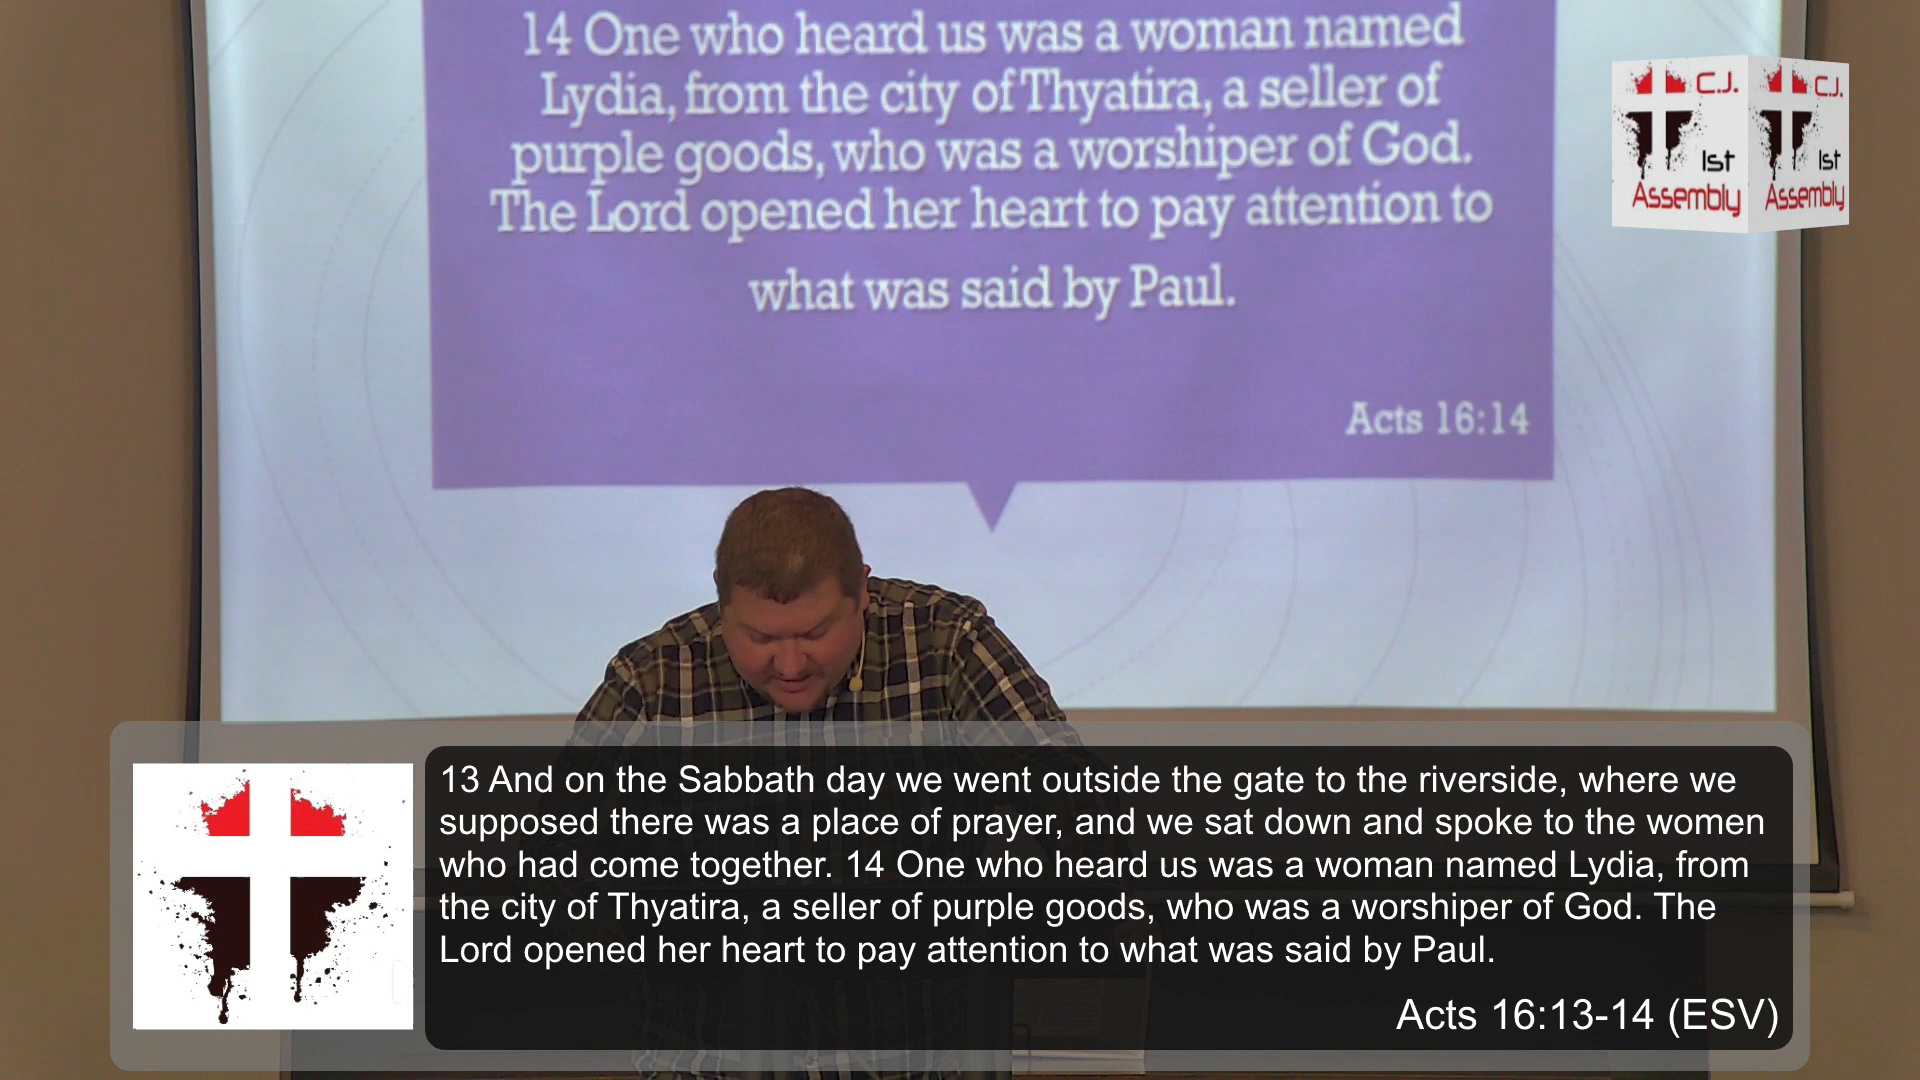 14 One who heard us was a woman named
Lydia, from the city of Thyatira, a seller of
purple goods, who was a worshiper of God.
The Lord opened her heart to pay attention to
what was said by Paul.
Acts 16:14
C.J.
1st
Assembly
C.J.
1st
Assembly
13 And on the Sabbath day we went outside the gate to the riverside, where we
supposed there was a place of prayer, and we sat down and spoke to the women
who had come together. 14 One who heard us was a woman named Lydia, from
the city of Thyatira, a seller of purple goods, who was a worshiper of God. The
Lord opened her heart to pay attention to what was said by Paul.
Acts 16:13-14 (ESV)